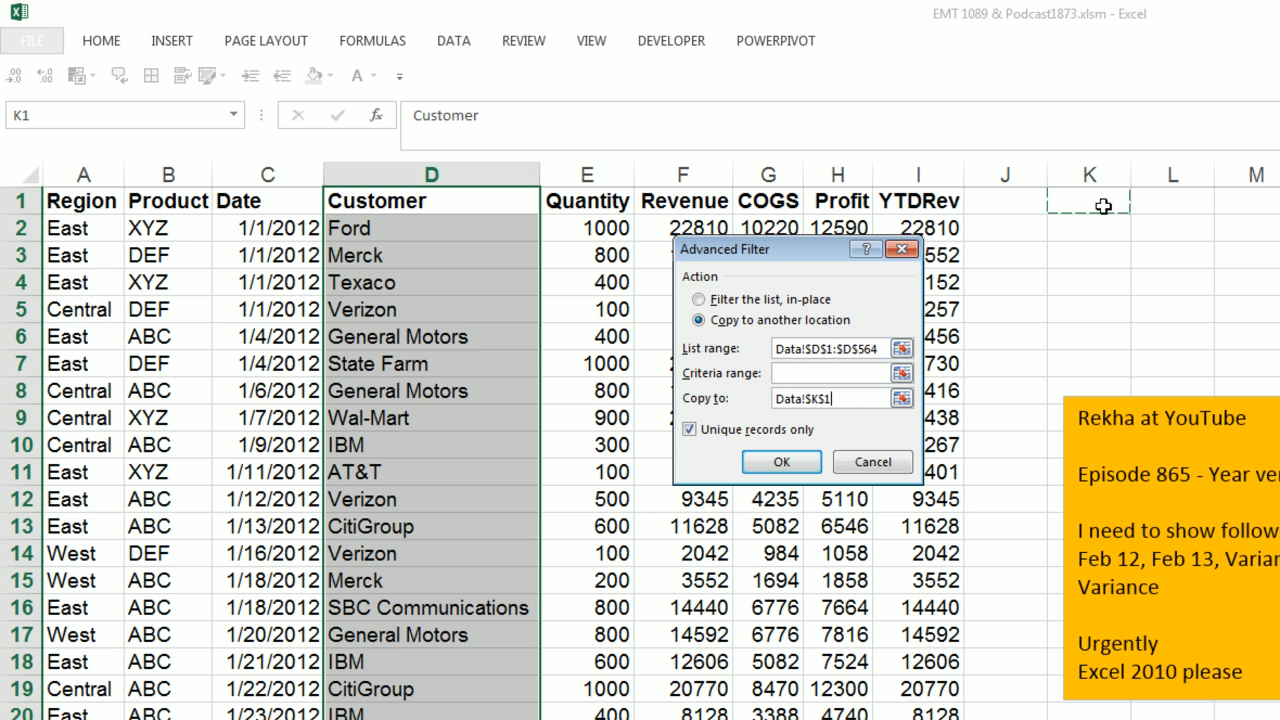 EMT 1089 & Podcast1873.xlsm - Excel
FILE HOME INSERT PAGE LAYOUT FORMULAS DATA REVIEW VIEW DEVELOPER POWERPIVOT
K1 fx Customer
A B C D E F G H I J K L M
1 Region Product Date Customer Quantity Revenue COGS Profit YTDRev
2 East XYZ 1/1/2012 Ford 1000 22810 10220 12590 22810
3 East DEF 1/1/2012 Merck 800 552
4 East XYZ 1/1/2012 Texaco 400 152
5 Central DEF 1/1/2012 Verizon 100 257
6 East ABC 1/4/2012 General Motors 400 456
7 East DEF 1/4/2012 State Farm 1000 730
8 Central ABC 1/6/2012 General Motors 800 416
9 Central XYZ 1/7/2012 Wal-Mart 900 438
10 Central ABC 1/9/2012 IBM 300 267
11 East XYZ 1/11/2012 AT&T 100 401
12 East ABC 1/12/2012 Verizon 500 9345 4235 5110 9345
13 East ABC 1/13/2012 CitiGroup 600 11628 5082 6546 11628
14 West DEF 1/16/2012 Verizon 100 2042 984 1058 2042
15 West ABC 1/18/2012 Merck 200 3552 1694 1858 3552
16 East ABC 1/18/2012 SBC Communications 800 14440 6776 7664 14440
17 West ABC 1/20/2012 General Motors 800 14592 6776 7816 14592
18 East ABC 1/21/2012 IBM 600 12606 5082 7524 12606
19 Central ABC 1/22/2012 CitiGroup 1000 20770 8470 12300 20770
20 East ABC 1/23/2012 IBM 400 8128 3388 4740 8128
Advanced Filter
Action
Filter the list, in-place
Copy to another location
List range: Data!$D$1:$D$564
Criteria range:
Copy to: Data!$K$1
Unique records only
OK Cancel
Rekha at YouTube
Episode 865 - Year ver
I need to show follow
Feb 12, Feb 13, Varian
Variance
Urgently
Excel 2010 please